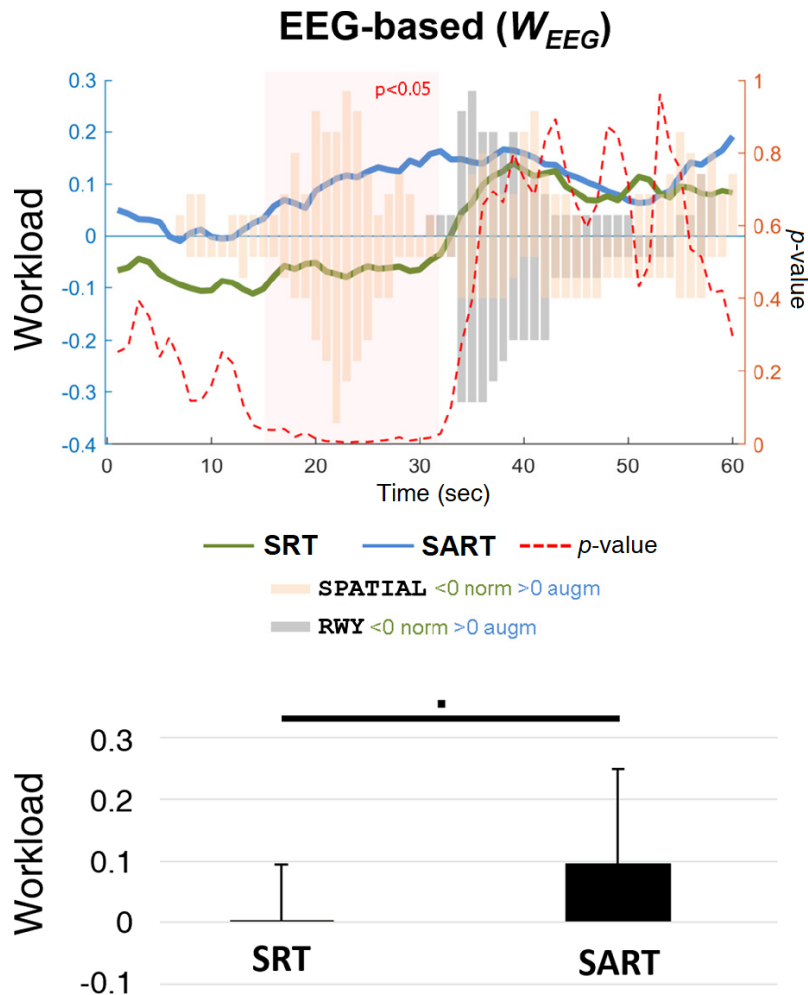 EEG-based (W_EEG)
0.3
0.2
0.1
0
-0.1
-0.2
-0.3
-0.4
Workload
p<0.05
1
0.8
0.6
0.4
0.2
0
p-value
0 10 20 30 40 50 60
Time (sec)
SRT SART p-value
SPATIAL <0 norm >0 augm
RWY <0 norm >0 augm
Workload
0.3
0.2
0.1
0
-0.1
SRT SART